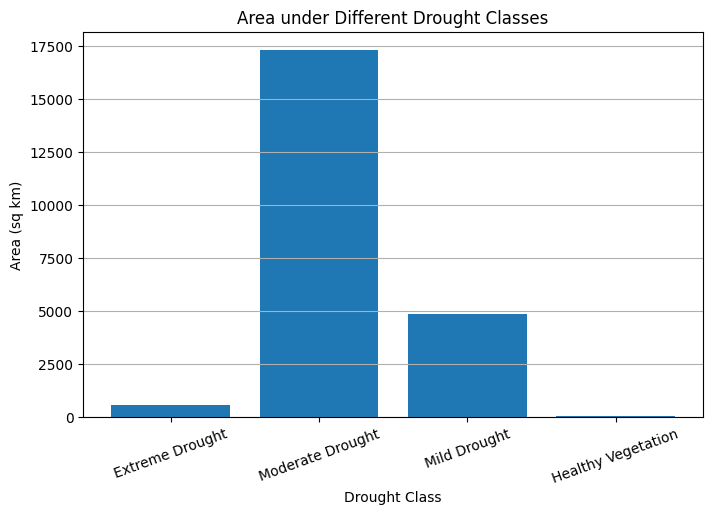 Area under Different Drought Classes
17500
15000
12500
10000
7500
5000
2500
0
Area (sq km)
Extreme Drought
Moderate Drought
Mild Drought
Healthy Vegetation
Drought Class